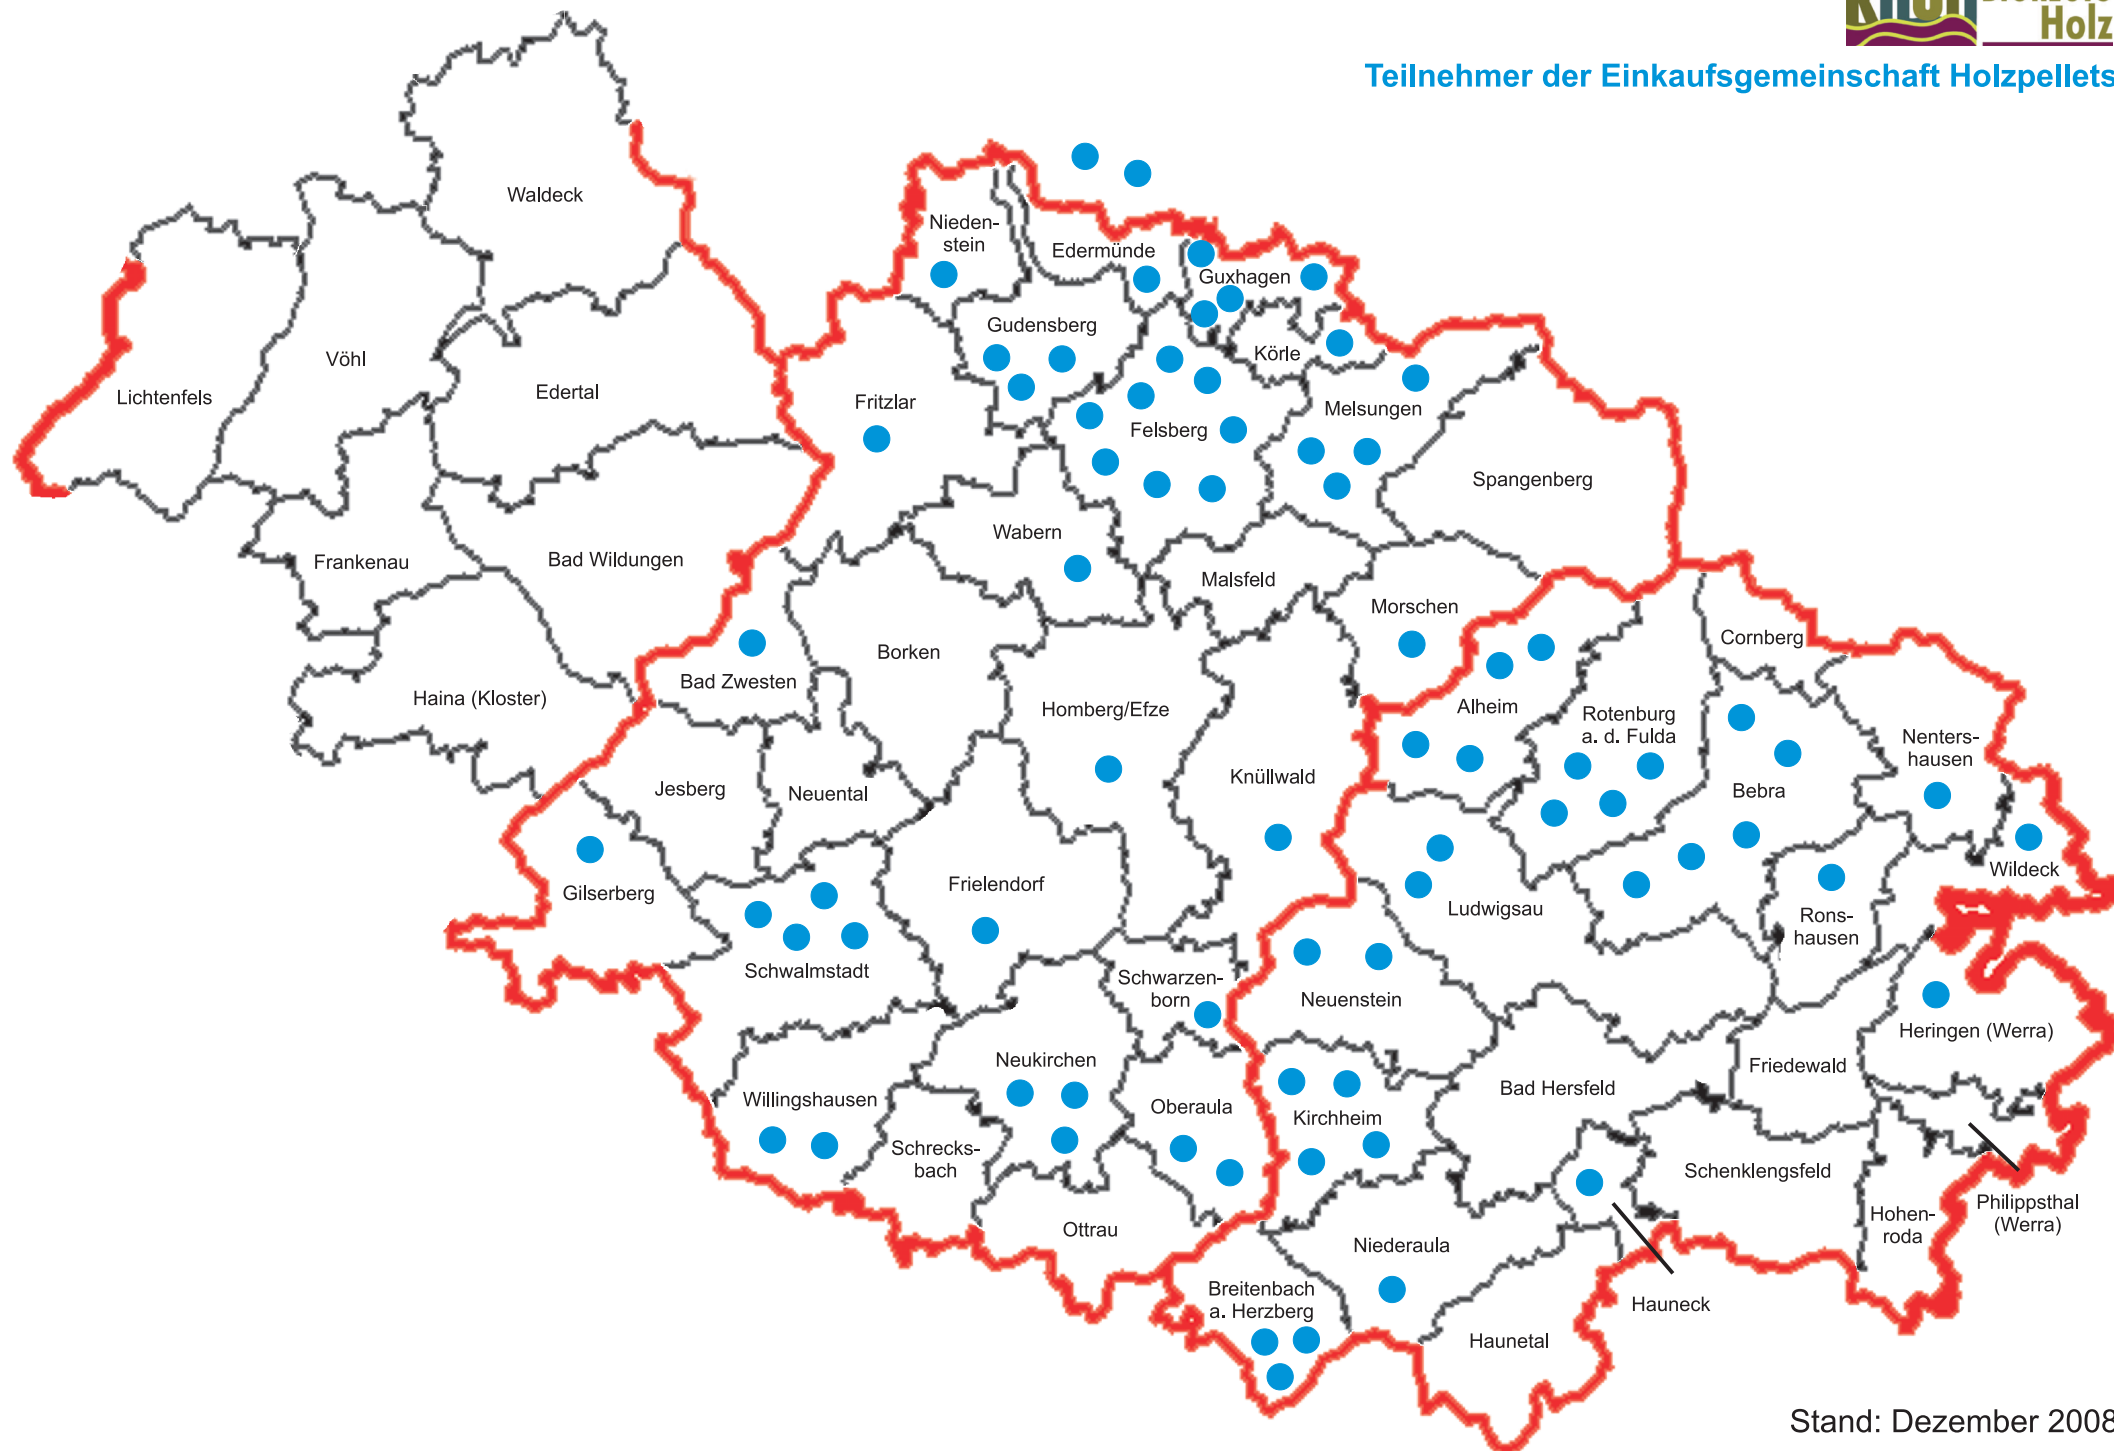 Holz
Teilnehmer der Einkaufsgemeinschaft Holzpellets
Waldeck
Nieden-
stein
Edermünde
Guxhagen
Gudensberg
Körle
Vöhl
Lichtenfels
Edertal
Fritzlar
Melsungen
Felsberg
Spangenberg
Wabern
Frankenau
Bad Wildungen
Malsfeld
Morschen
Cornberg
Borken
Bad Zwesten
Haina (Kloster)
Homberg/Efze
Alheim
Rotenburg
a. d. Fulda
Nenters-
hausen
Knüllwald
Jesberg
Neuental
Bebra
Wildeck
Gilserberg
Frielendorf
Ludwigsau
Rons-
hausen
Schwalmstadt
Schwarzen-
born
Neuenstein
Heringen (Werra)
Neukirchen
Friedewald
Bad Hersfeld
Willingshausen
Oberaula
Kirchheim
Schrecks-
bach
Schenklengsfeld
Philippsthal
(Werra)
Hohen-
roda
Ottrau
Niederaula
Breitenbach
a. Herzberg
Hauneck
Haunetal
Stand: Dezember 2008